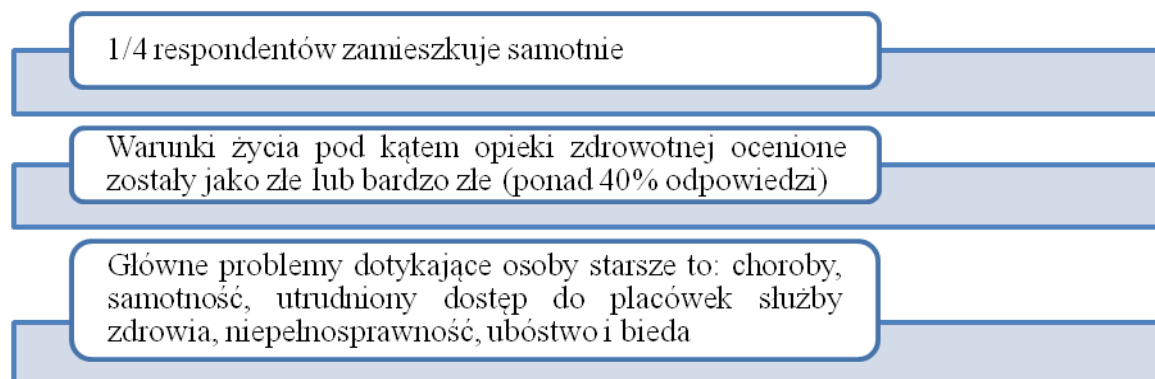 1/4 respondentów zamieszkuje samotnie
Warunki życia pod kątem opieki zdrowotnej ocenione
zostały jako złe lub bardzo złe (ponad 40% odpowiedzi)
Główne problemy dotykające osoby starsze to: choroby,
samotność, utrudniony dostęp do placówek służby
zdrowia, niepełnosprawność, ubóstwo i bieda